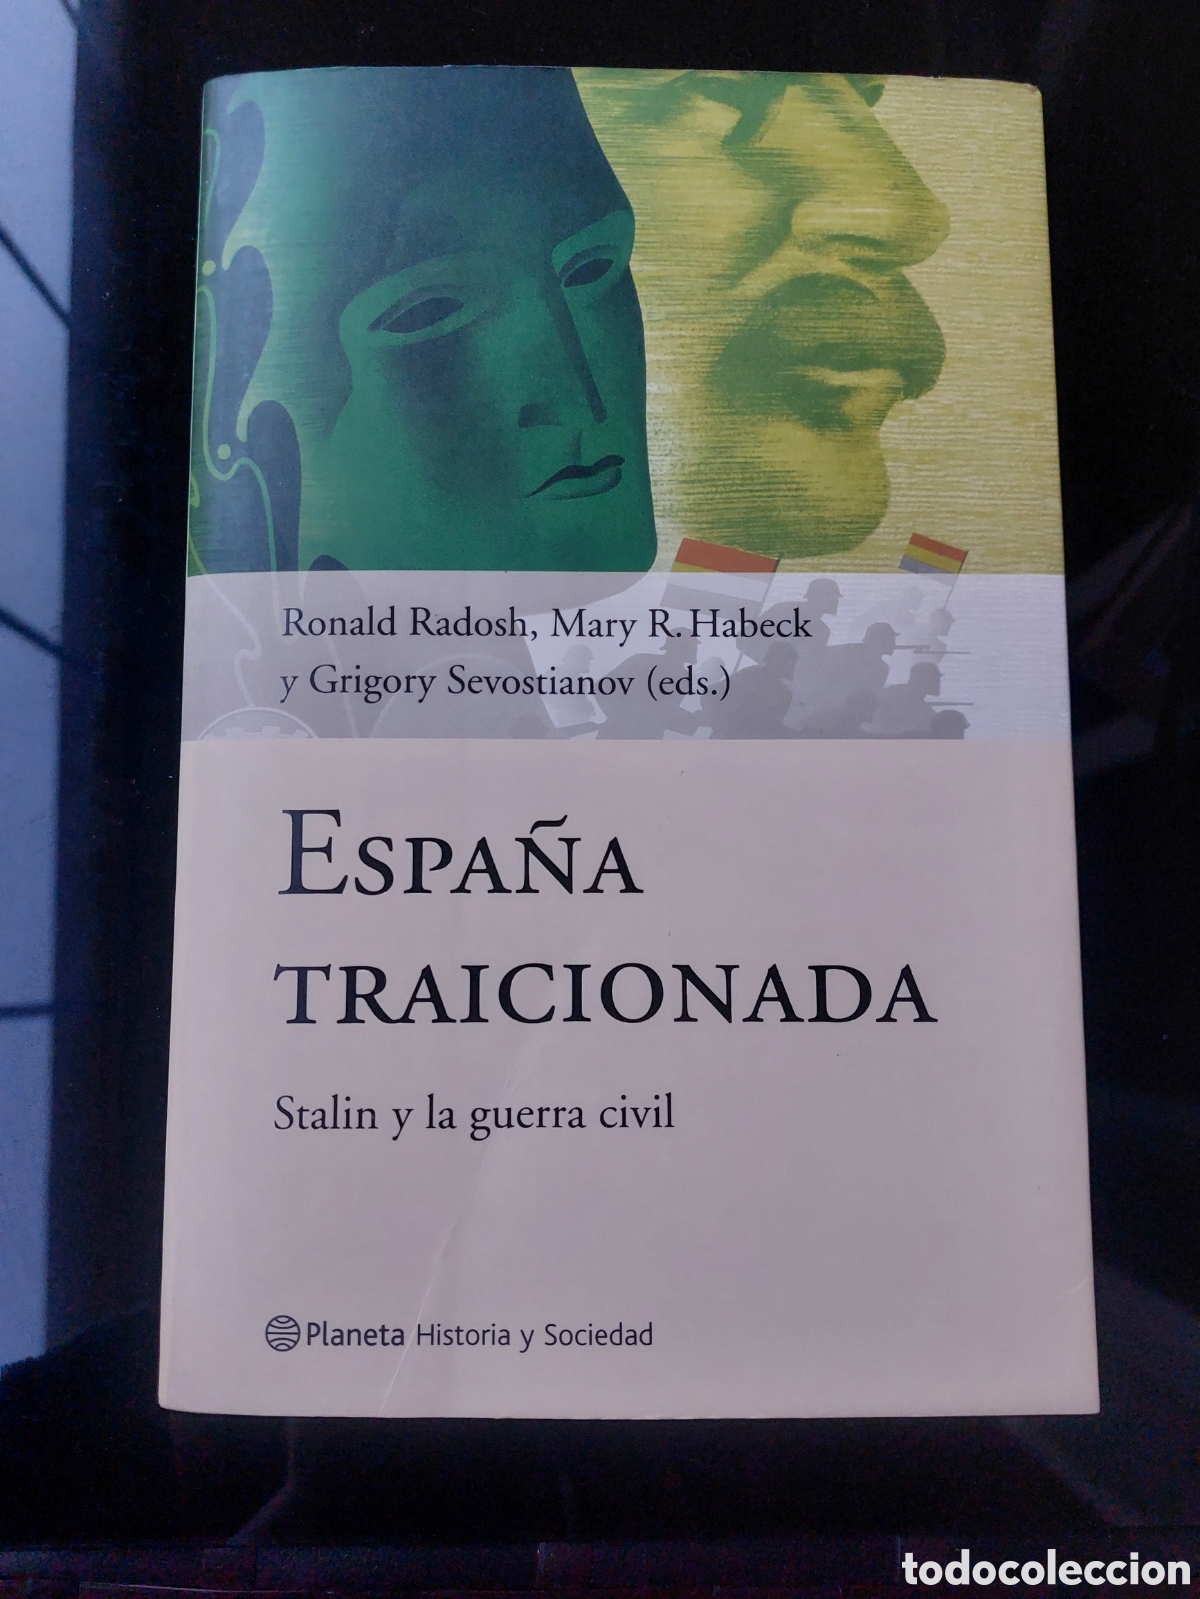 Ronald Radosh, Mary R. Habeck
y Grigory Sevostianov (eds.)
ESPAÑA
TRAICIONADA
Stalin y la guerra civil
Planeta Historia y Sociedad
todocoleccion